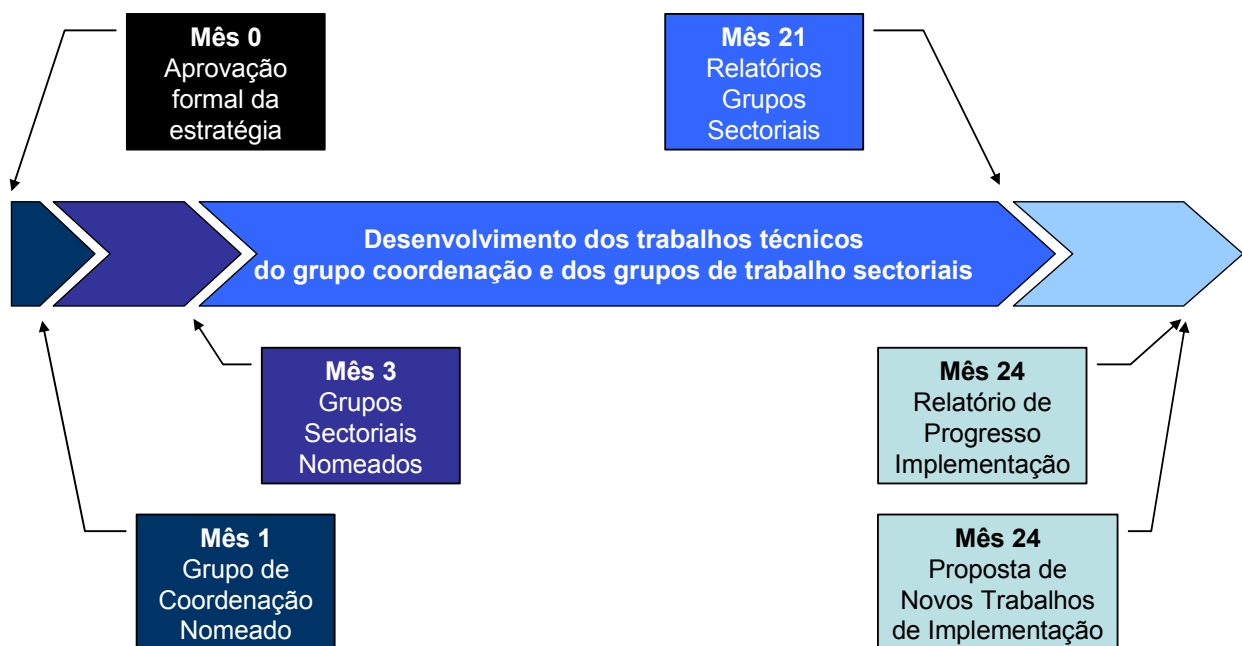 Mês 0
Aprovação
formal da
estratégia
Mês 21
Relatórios
Grupos
Sectoriais
Desenvolvimento dos trabalhos técnicos
do grupo coordenação e dos grupos de trabalho sectoriais
Mês 3
Grupos
Sectoriais
Nomeados
Mês 24
Relatório de
Progresso
Implementação
Mês 1
Grupo de
Coordenação
Nomeado
Mês 24
Proposta de
Novos Trabalhos
de Implementação